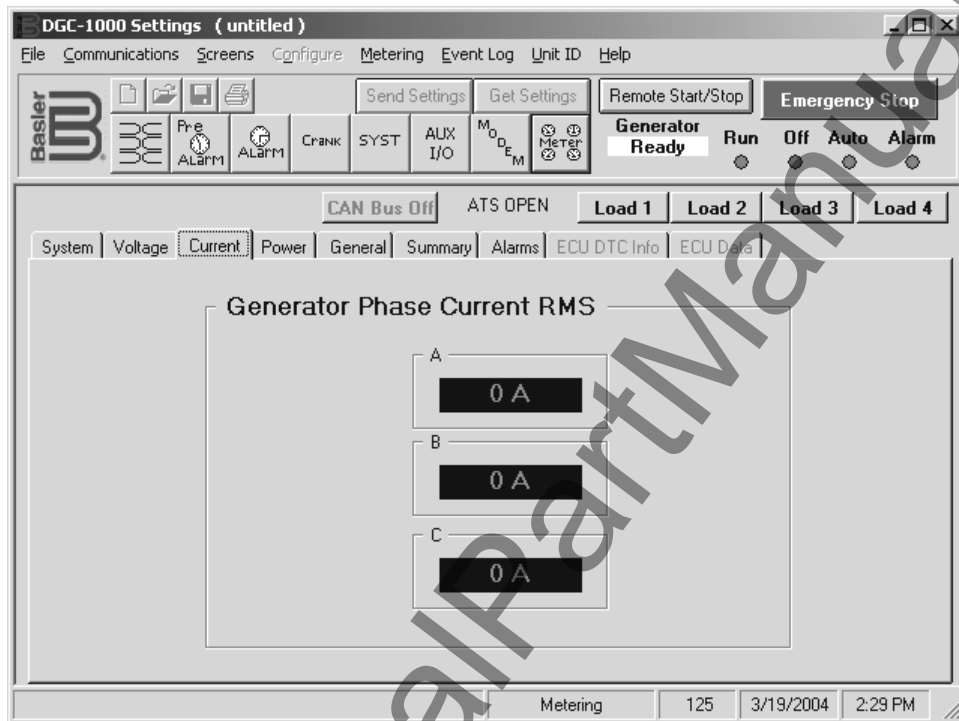 DGC-1000 Settings ( untitled )
File Communications Screens Configure Metering Event Log Unit ID Help
Basler
Send Settings Get Settings Remote Start/Stop Emergency Stop
Pre ALarm ALarm Crank SYST AUX I/O MoDEM Meter
Generator Ready Run Off Auto Alarm
CAN Bus Off ATS OPEN Load 1 Load 2 Load 3 Load 4
System Voltage Current Power General Summary Alarms ECU DTC Info ECU Data
Generator Phase Current RMS
A
0 A
B
0 A
C
0 A
Metering 125 3/19/2004 2:29 PM
alPartManua